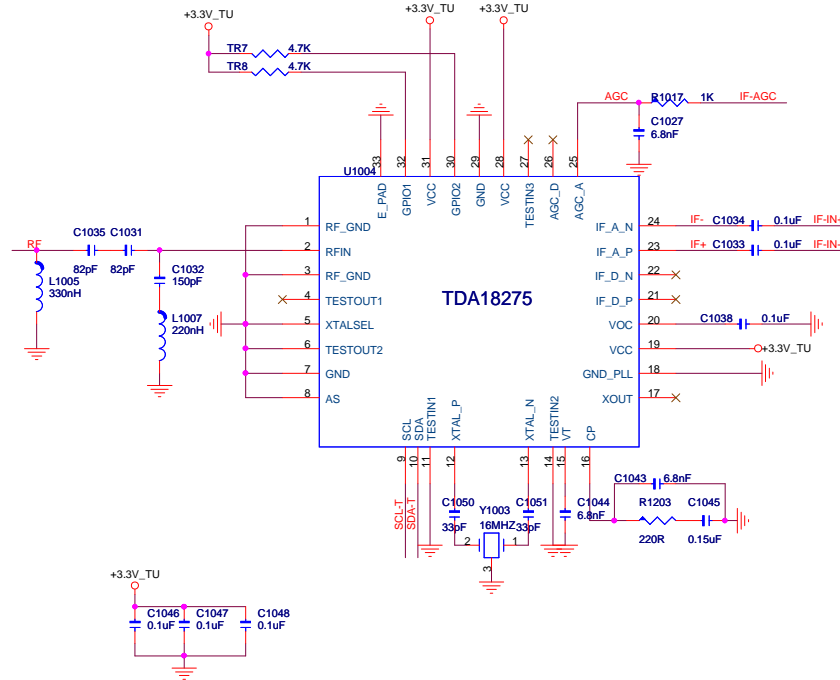 +3.3V_TU
+3.3V_TU
+3.3V_TU
TR7 4.7K
TR8 4.7K
AGC R1017 1K IF-AGC
C1027
6.8nF
U1004
33 32 31 30 29 28 27 26 25
E_PAD GPIO1 VCC GPIO2 GND VCC TESTIN3 AGC_D AGC_A
RF C1035 C1031
82pF 82pF
C1032
150pF
L1005
330nH
L1007
220nH
1 RF_GND
2 RFIN
3 RF_GND
4 TESTOUT1
5 XTALSEL
6 TESTOUT2
7 GND
8 AS
TDA18275
IF_A_N 24 IF- C1034 0.1uF IF-IN-
IF_A_P 23 IF+ C1033 0.1uF IF-IN
IF_D_N 22
IF_D_P 21
VOC 20 C1038 0.1uF
VCC 19 +3.3V_TU
GND_PLL 18
XOUT 17
SCL SDA TESTIN1 XTAL_P XTAL_N TESTIN2 VT CP
9 10 11 12 13 14 15 16
SCL-T SDA-T
C1050
33pF
Y1003
16MHZ
2 1
3
C1051
33pF
C1044
6.8nF
C1043 6.8nF
R1203 C1045
220R 0.15uF
+3.3V_TU
C1046 C1047 C1048
0.1uF 0.1uF 0.1uF